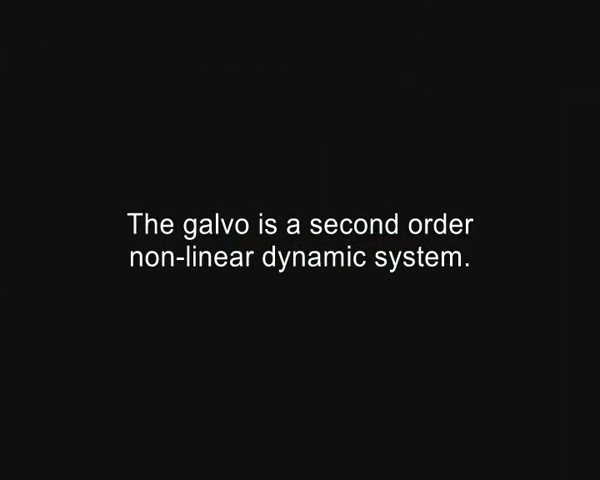 The galvo is a second order
non-linear dynamic system.